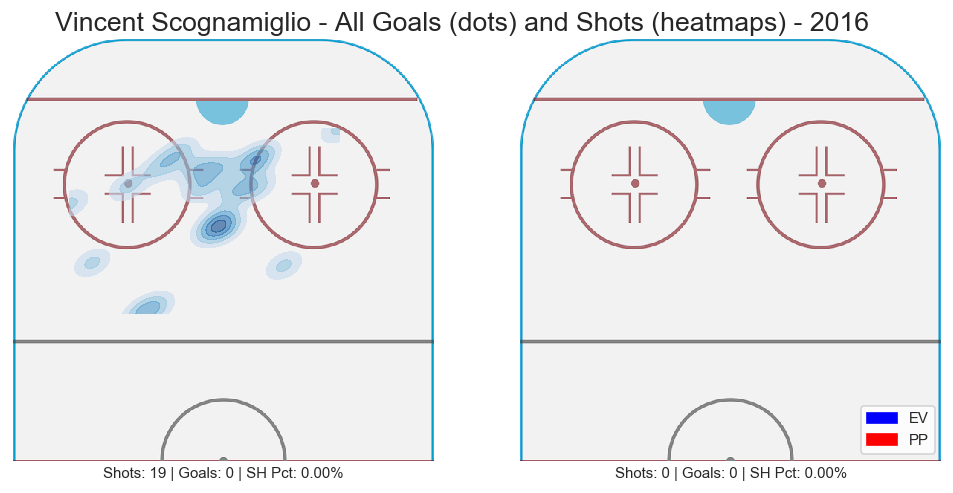 Vincent Scognamiglio - All Goals (dots) and Shots (heatmaps) - 2016
EV
PP
Shots: 19 | Goals: 0 | SH Pct: 0.00%
Shots: 0 | Goals: 0 | SH Pct: 0.00%